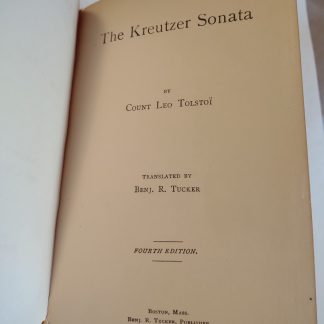 The Kreutzer Sonata
BY
COUNT LEO TOLSTOÏ
TRANSLATED BY
BENJ. R. TUCKER
FOURTH EDITION.
BOSTON, MASS.
BENJ. R. TUCKER, PUBLISHER